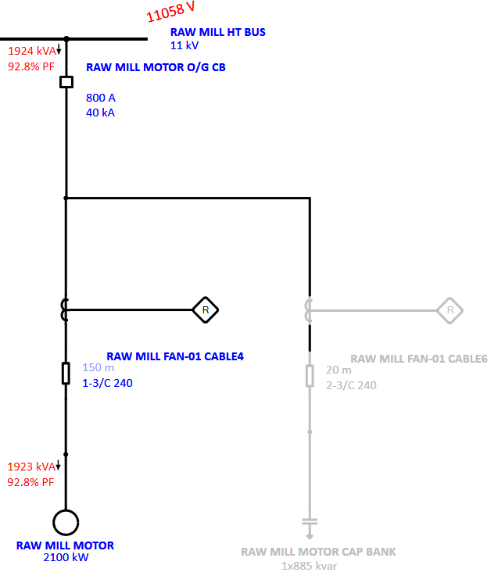 11058 V
RAW MILL HT BUS
11 kV
1924 kVA
92.8% PF
RAW MILL MOTOR O/G CB
800 A
40 kA
R
R
RAW MILL FAN-01 CABLE4
150 m
1-3/C 240
RAW MILL FAN-01 CABLE6
20 m
2-3/C 240
1923 kVA
92.8% PF
RAW MILL MOTOR
2100 kW
RAW MILL MOTOR CAP BANK
1x885 kvar